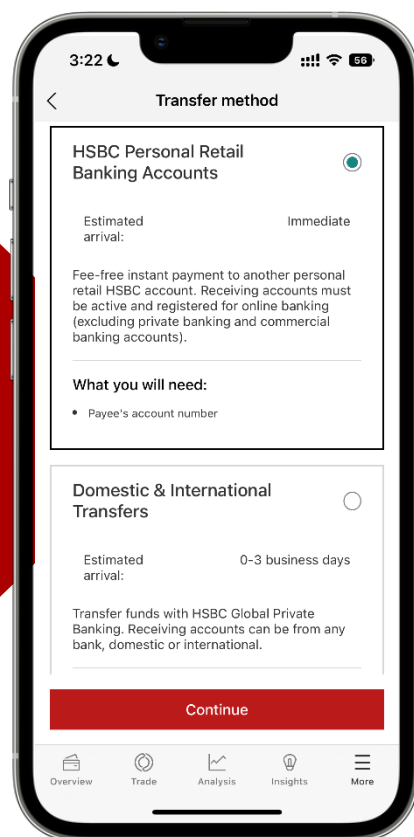 3:22
56
Transfer method
HSBC Personal Retail
Banking Accounts
Estimated
arrival:
Immediate
Fee-free instant payment to another personal
retail HSBC account. Receiving accounts must
be active and registered for online banking
(excluding private banking and commercial
banking accounts).
What you will need:
• Payee's account number
Domestic & International
Transfers
Estimated
arrival:
0-3 business days
Transfer funds with HSBC Global Private
Banking. Receiving accounts can be from any
bank, domestic or international.
Continue
Overview Trade Analysis Insights More